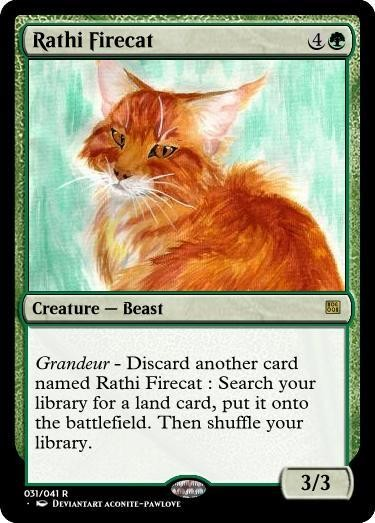 Rathi Firecat 4
Creature — Beast
Grandeur - Discard another card
named Rathi Firecat : Search your
library for a land card, put it onto
the battlefield. Then shuffle your
library.
3/3
031/041 R
· Deviantart aconite-pawlove